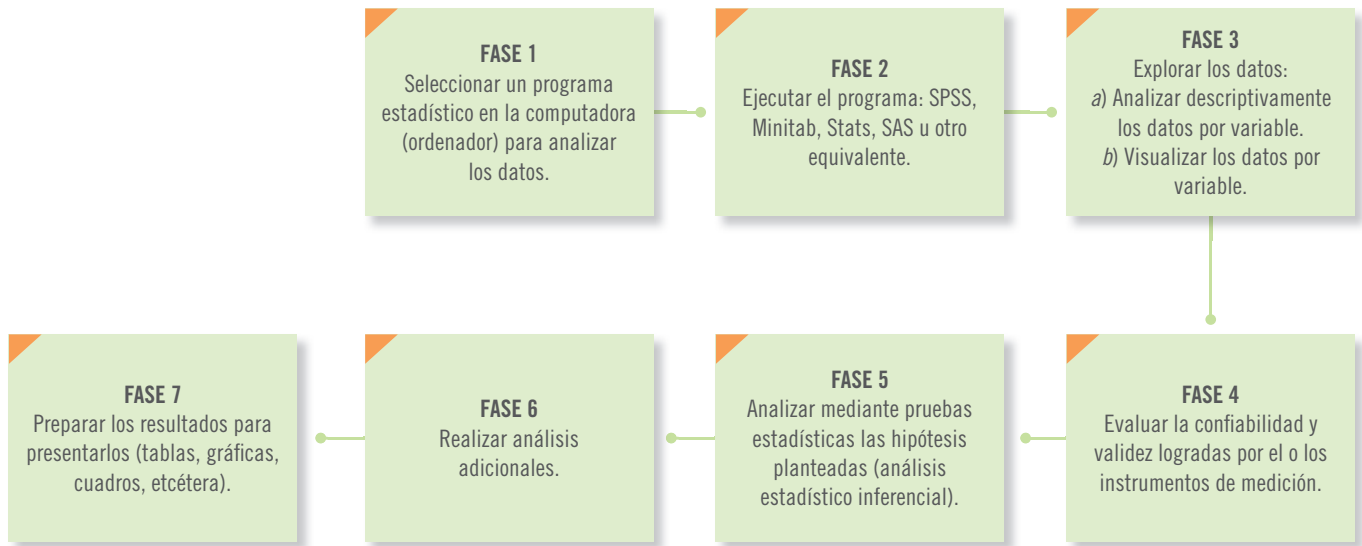 FASE 1
Seleccionar un programa
estadístico en la computadora
(ordenador) para analizar
los datos.
FASE 2
Ejecutar el programa: SPSS,
Minitab, Stats, SAS u otro
equivalente.
FASE 3
Explorar los datos:
a) Analizar descriptivamente
los datos por variable.
b) Visualizar los datos por
variable.
FASE 4
Evaluar la confiabilidad y
validez logradas por el o los
instrumentos de medición.
FASE 5
Analizar mediante pruebas
estadísticas las hipótesis
planteadas (análisis
estadístico inferencial).
FASE 6
Realizar análisis
adicionales.
FASE 7
Preparar los resultados para
presentarlos (tablas, gráficas,
cuadros, etcétera).